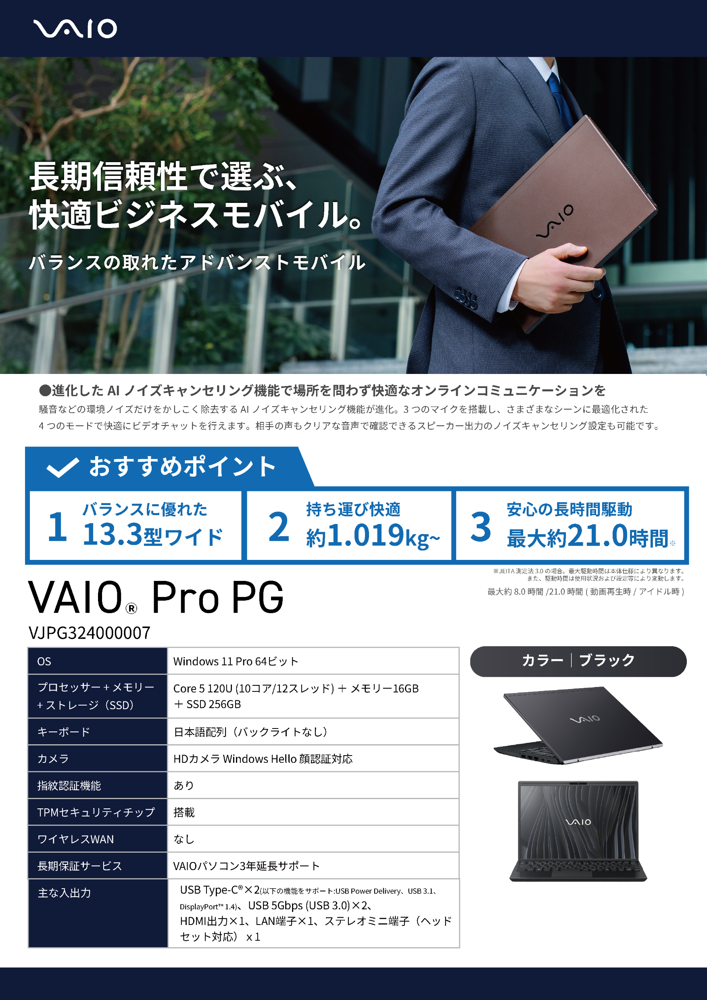 VAIO
長期信頼性で選ぶ、
快適ビジネスモバイル。
バランスの取れたアドバンストモバイル
VAIO
●進化した AI ノイズキャンセリング機能で場所を問わず快適なオンラインコミュニケーションを
騒音などの環境ノイズだけをかしこく除去する AI ノイズキャンセリング機能が進化。3 つのマイクを搭載し、さまざまなシーンに最適化された
4 つのモードで快適にビデオチャットを行えます。相手の声もクリアな音声で確認できるスピーカー出力のノイズキャンセリング設定も可能です。
おすすめポイント
1
バランスに優れた
13.3型ワイド
2
持ち運び快適
約1.019kg~
3
安心の長時間駆動
最大約21.0時間※
※JEITA 測定法 3.0 の場合。最大駆動時間は本体仕様により異なります。
また、駆動時間は使用状況および設定等により変動します。
最大約 8.0 時間 /21.0 時間 ( 動画再生時 / アイドル時 )
VAIO® Pro PG
VJPG324000007
OS
Windows 11 Pro 64ビット
プロセッサー + メモリー
+ ストレージ（SSD）
Core 5 120U (10コア/12スレッド) ＋ メモリー16GB
＋ SSD 256GB
キーボード
日本語配列（バックライトなし）
カメラ
HDカメラ Windows Hello 顔認証対応
指紋認証機能
あり
TPMセキュリティチップ
搭載
ワイヤレスWAN
なし
長期保証サービス
VAIOパソコン3年延長サポート
主な入出力
USB Type-C®×2(以下の機能をサポート:USB Power Delivery、USB 3.1、
DisplayPort™ 1.4)、USB 5Gbps (USB 3.0)×2、
HDMI出力×1、LAN端子×1、ステレオミニ端子（ヘッド
セット対応） x 1
カラー｜ブラック
VAIO
VAIO